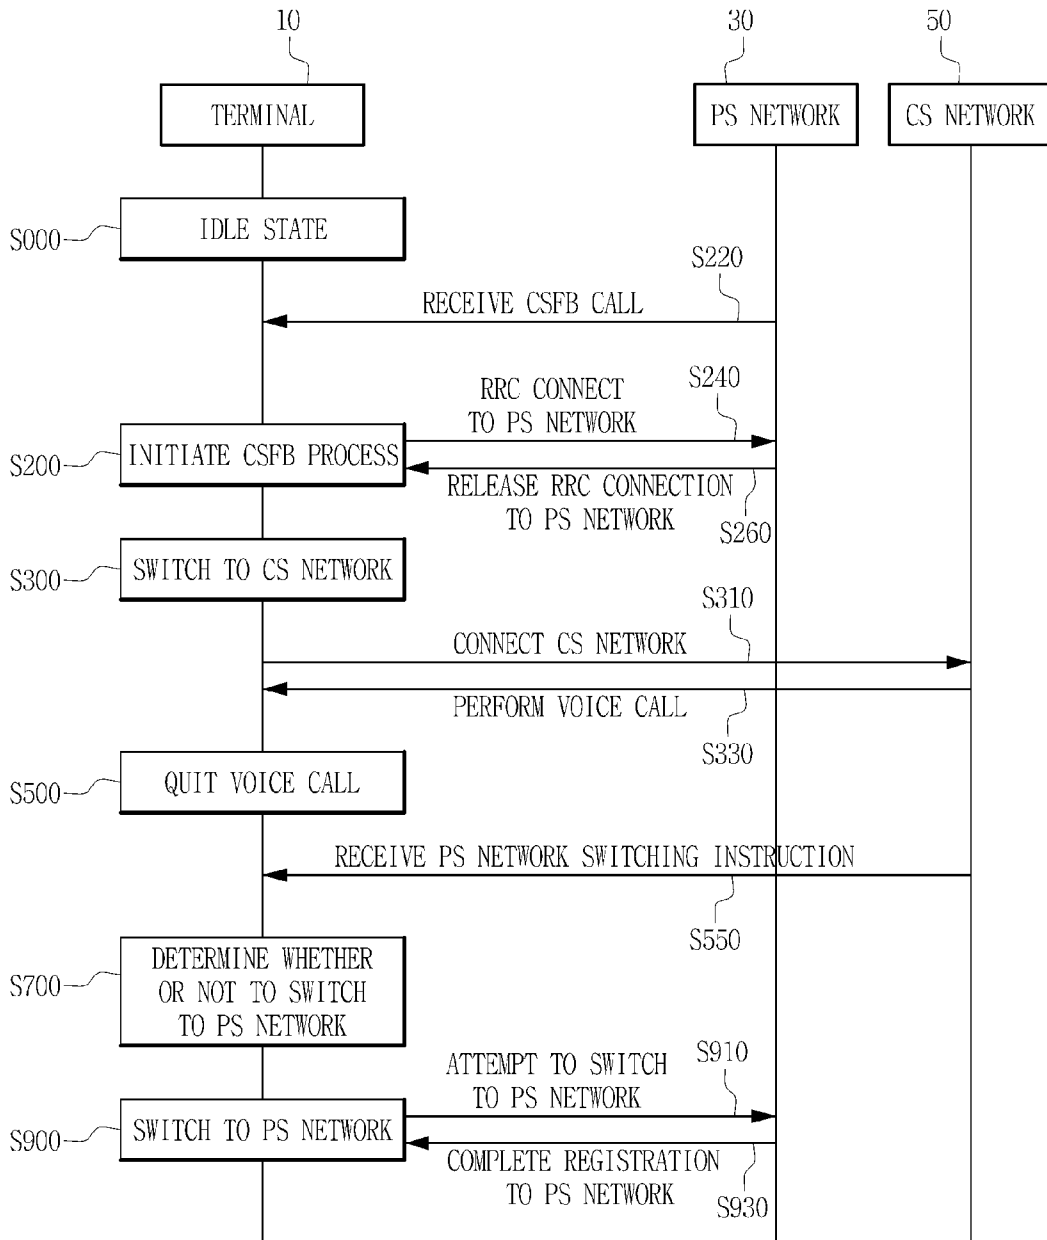 10
30
50
TERMINAL
PS NETWORK
CS NETWORK
IDLE STATE
S000
S220
RECEIVE CSFB CALL
RRC CONNECT
TO PS NETWORK
S240
INITIATE CSFB PROCESS
S200
RELEASE RRC CONNECTION
TO PS NETWORK
S260
SWITCH TO CS NETWORK
S300
S310
CONNECT CS NETWORK
PERFORM VOICE CALL
S330
QUIT VOICE CALL
S500
RECEIVE PS NETWORK SWITCHING INSTRUCTION
S550
DETERMINE WHETHER
OR NOT TO SWITCH
TO PS NETWORK
S700
ATTEMPT TO SWITCH
TO PS NETWORK
S910
SWITCH TO PS NETWORK
S900
COMPLETE REGISTRATION
TO PS NETWORK
S930